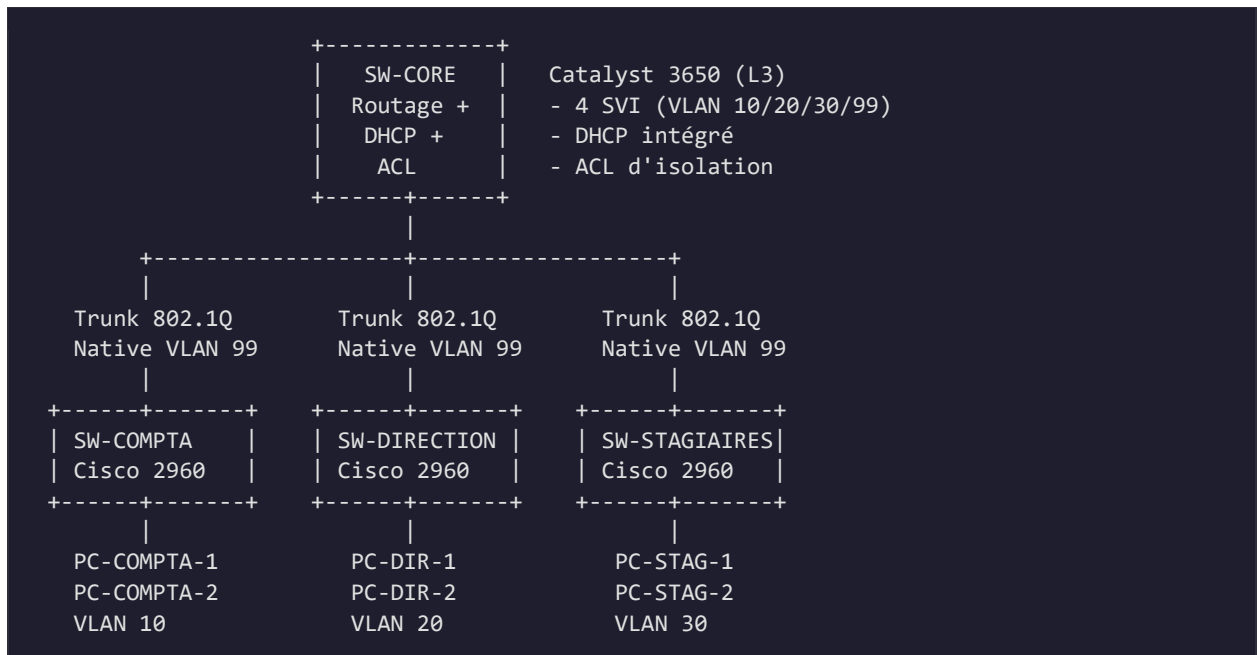 SW-CORE Catalyst 3650 (L3)
Routage + - 4 SVI (VLAN 10/20/30/99)
DHCP + - DHCP intégré
ACL - ACL d'isolation
Trunk 802.1Q Trunk 802.1Q Trunk 802.1Q
Native VLAN 99 Native VLAN 99 Native VLAN 99
SW-COMPTA SW-DIRECTION SW-STAGIAIRES
Cisco 2960 Cisco 2960 Cisco 2960
PC-COMPTA-1 PC-DIR-1 PC-STAG-1
PC-COMPTA-2 PC-DIR-2 PC-STAG-2
VLAN 10 VLAN 20 VLAN 30